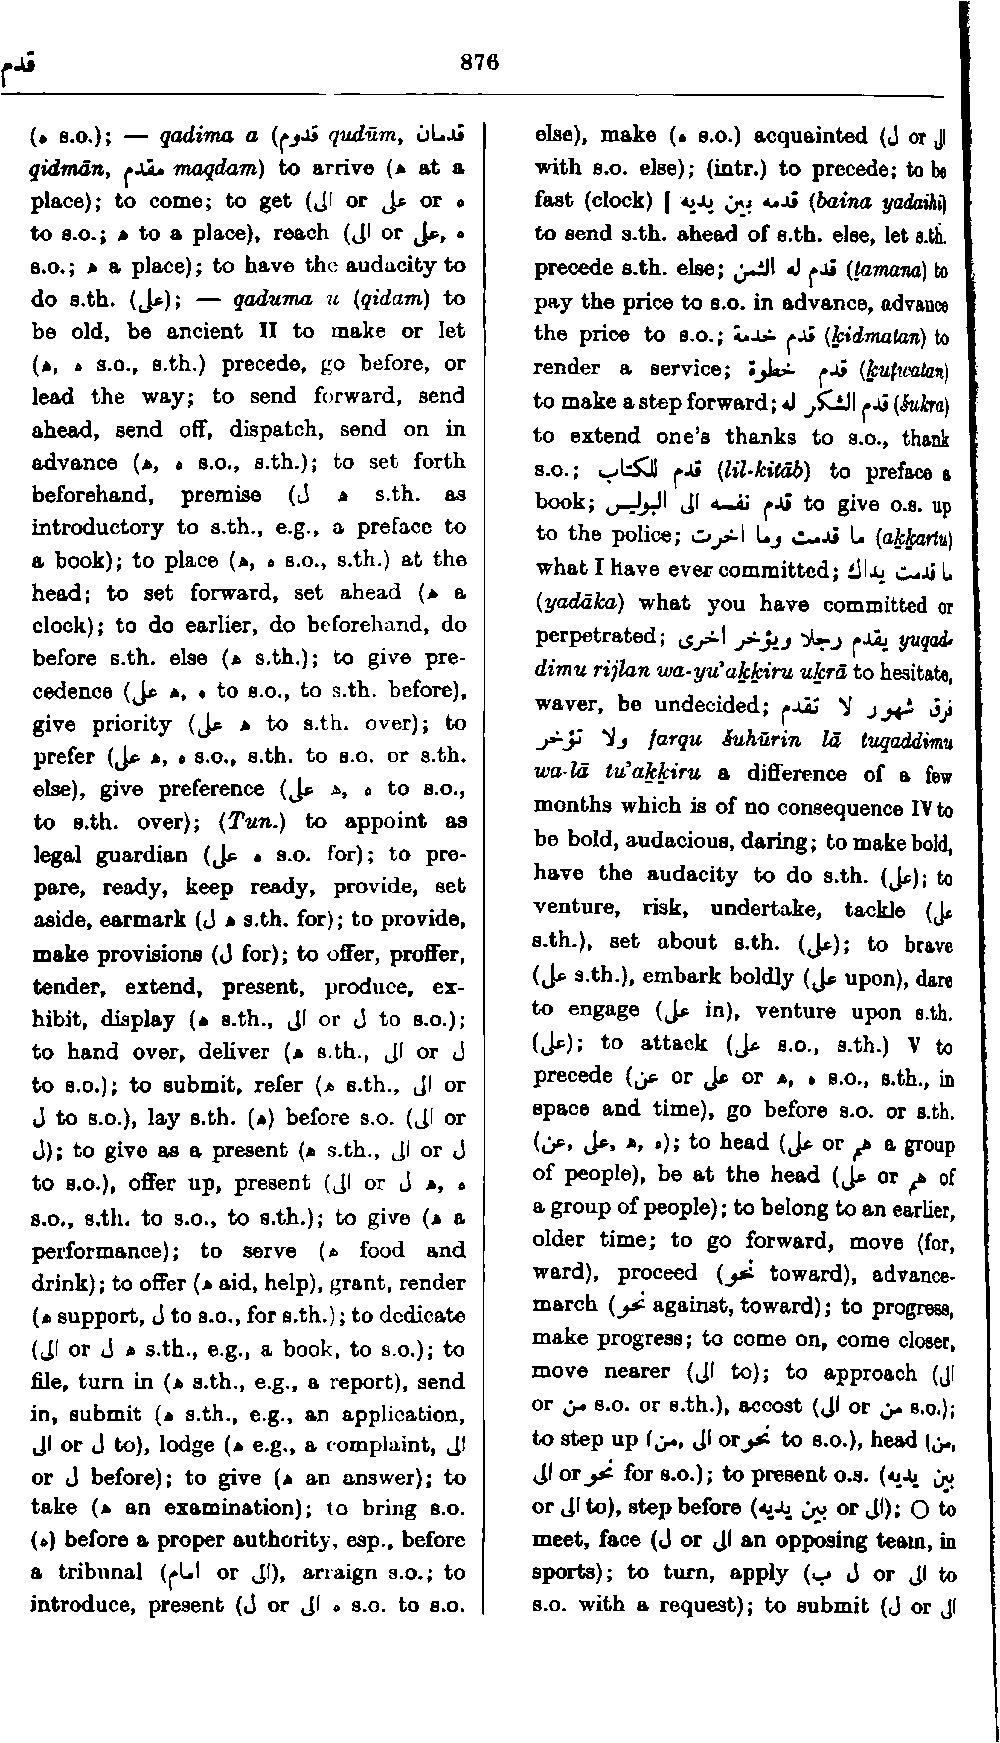 قدم
876
(ه s.o.); — qadima a (قدوم qudūm, قدمان
qidmān, مقدم maqdam) to arrive (ه at a
place); to come; to get (الى or على or ه
to s.o.; ه to a place), reach (الى or على, ه
s.o.; ه a place); to have the audacity to
do s.th. (على); — qaduma u (qidam) to
be old, be ancient II to make or let
(ه, ه s.o., s.th.) precede, go before, or
lead the way; to send forward, send
ahead, send off, dispatch, send on in
advance (ه, ه s.o., s.th.); to set forth
beforehand, premise (ل ه s.th. as
introductory to s.th., e.g., a preface to
a book); to place (ه, ه s.o., s.th.) at the
head; to set forward, set ahead (ه a
clock); to do earlier, do beforehand, do
before s.th. else (ه s.th.); to give pre-
cedence (على ه, ه to s.o., to s.th. before),
give priority (على ه to s.th. over); to
prefer (على ه, ه s.o., s.th. to s.o. or s.th.
else), give preference (على ه, ه to s.o.,
to s.th. over); (Tun.) to appoint as
legal guardian (على ه s.o. for); to pre-
pare, ready, keep ready, provide, set
aside, earmark (ل ه s.th. for); to provide,
make provisions (ل for); to offer, proffer,
tender, extend, present, produce, ex-
hibit, display (ه s.th., الى or ل to s.o.);
to hand over, deliver (ه s.th., الى or ل
to s.o.); to submit, refer (ه s.th., الى or
ل to s.o.), lay s.th. (ه) before s.o. (الى or
ل); to give as a present (ه s.th., الى or ل
to s.o.), offer up, present (الى or ل ه, ه
s.o., s.th. to s.o., to s.th.); to give (ه a
performance); to serve (ه food and
drink); to offer (ه aid, help), grant, render
(ه support, ل to s.o., for s.th.); to dedicate
(الى or ل ه s.th., e.g., a book, to s.o.); to
file, turn in (ه s.th., e.g., a report), send
in, submit (ه s.th., e.g., an application,
الى or ل to), lodge (ه e.g., a complaint, الى
or ل before); to give (ه an answer); to
take (ه an examination); to bring s.o.
(ه) before a proper authority, esp., before
a tribunal (امام or الى), arraign s.o.; to
introduce, present (ل or الى ه s.o. to s.o.
else), make (ه s.o.) acquainted (ل or الى
with s.o. else); (intr.) to precede; to be
fast (clock) | قدمه بين يديه (baina yadaihi)
to send s.th. ahead of s.th. else, let s.th.
precede s.th. else; قدم له الثمن (ṯamana) to
pay the price to s.o. in advance, advance
the price to s.o.; قدم خدمة (ḵidmatan) to
render a service; قدم خطوة (ḵuṭwatan)
to make a step forward; قدم الشكر له (šukra)
to extend one's thanks to s.o., thank
s.o.; قدم للكتاب (lil-kitāb) to preface a
book; قدم نفسه الى البوليس to give o.s. up
to the police; ما قدمت وما اخرت (aḵḵartu)
what I have ever committed; ما قدمت يداك
(yadāka) what you have committed or
perpetrated; يقدم رجلا ويؤخر اخرى yuqad-
dimu rijlan wa-yu'aḵḵiru uḵrā to hesitate,
waver, be undecided; فرق شهور لا تقدم
ولا تؤخر farqu šuhūrin lā tuqaddimu
wa-lā tu'aḵḵiru a difference of a few
months which is of no consequence IV to
be bold, audacious, daring; to make bold,
have the audacity to do s.th. (على); to
venture, risk, undertake, tackle (على
s.th.), set about s.th. (على); to brave
(على s.th.), embark boldly (على upon), dare
to engage (على in), venture upon s.th.
(على); to attack (على s.o., s.th.) V to
precede (عن or على or ه, ه s.o., s.th., in
space and time), go before s.o. or s.th.
(عن, على, ه, ه); to head (على or هم a group
of people), be at the head (على or هم of
a group of people); to belong to an earlier,
older time; to go forward, move (for,
ward), proceed (نحو toward), advance-
march (نحو against, toward); to progress,
make progress; to come on, come closer,
move nearer (الى to); to approach (الى
or من s.o. or s.th.), accost (الى or من s.o.);
to step up (من, الى or نحو to s.o.), head (من,
الى or نحو for s.o.); to present o.s. (بين يديه
or الى to), step before (بين يديه or الى); O to
meet, face (ل or الى an opposing team, in
sports); to turn, apply (ب ل or الى to
s.o. with a request); to submit (ل or الى